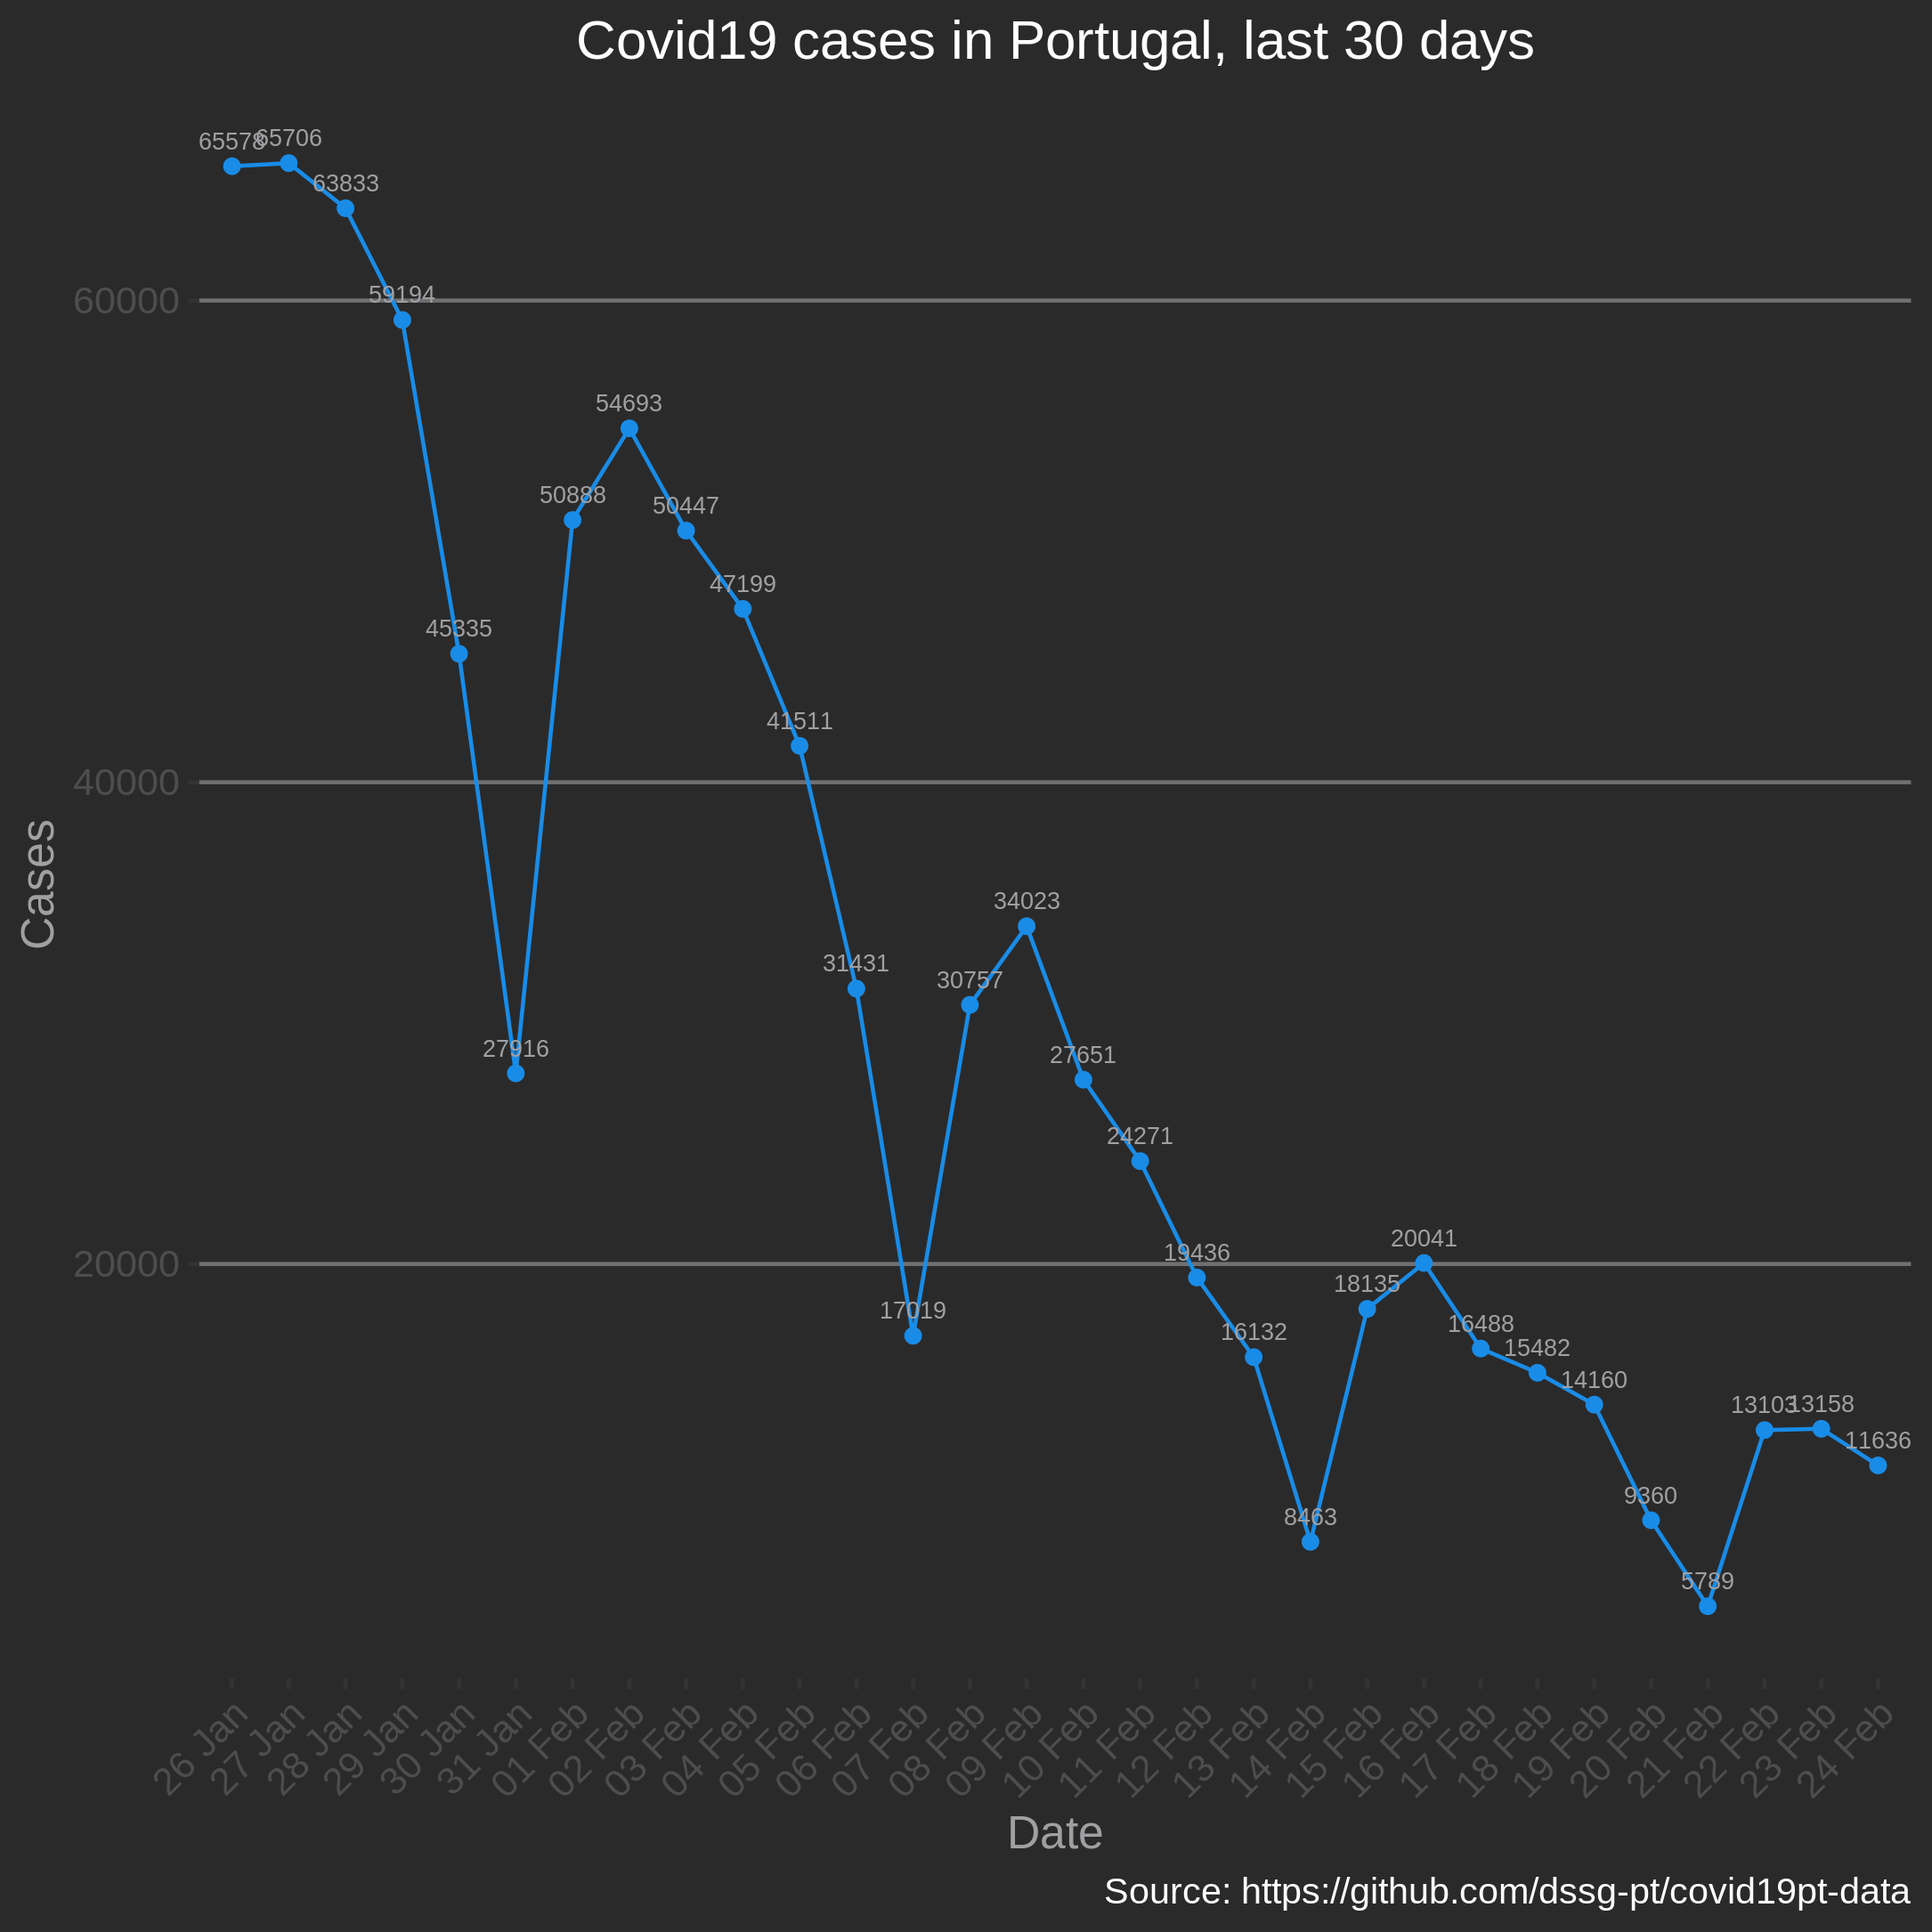 Covid19 cases in Portugal, last 30 days
65578
65706
63833
59194
45335
27916
50888
54693
50447
47199
41511
31431
17019
30757
34023
27651
24271
19436
16132
8463
18135
20041
16488
15482
14160
9360
5789
13103
13158
11636
60000
40000
20000
Cases
26 Jan
27 Jan
28 Jan
29 Jan
30 Jan
31 Jan
01 Feb
02 Feb
03 Feb
04 Feb
05 Feb
06 Feb
07 Feb
08 Feb
09 Feb
10 Feb
11 Feb
12 Feb
13 Feb
14 Feb
15 Feb
16 Feb
17 Feb
18 Feb
19 Feb
20 Feb
21 Feb
22 Feb
23 Feb
24 Feb
Date
Source: https://github.com/dssg-pt/covid19pt-data